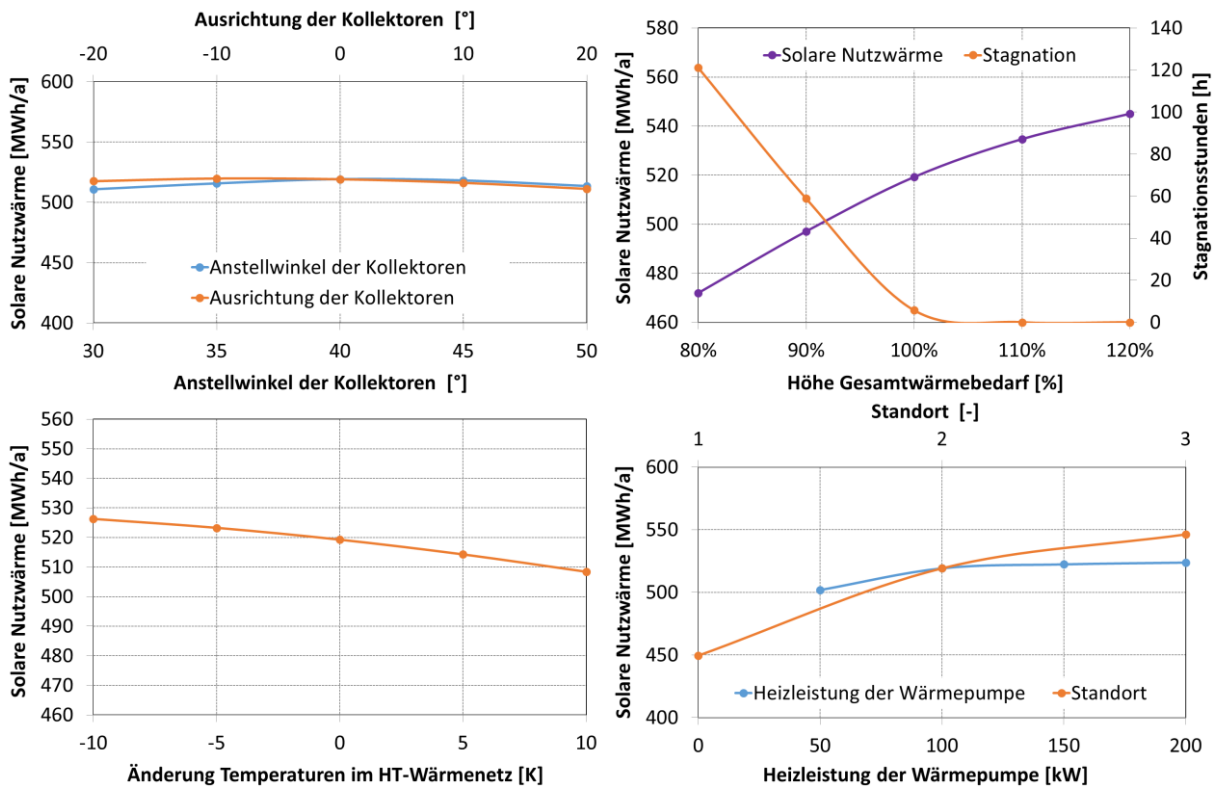 Ausrichtung der Kollektoren [°]
-20 -10 0 10 20
Solare Nutzwärme [MWh/a]
600
550
500
450
400
Anstellwinkel der Kollektoren
Ausrichtung der Kollektoren
30 35 40 45 50
Anstellwinkel der Kollektoren [°]
Solare Nutzwärme [MWh/a]
580
560
540
520
500
480
460
Solare Nutzwärme Stagnation
140
120
100
80
60
40
20
0
Stagnationsstunden [h]
80% 90% 100% 110% 120%
Höhe Gesamtwärmebedarf [%]
Solare Nutzwärme [MWh/a]
560
550
540
530
520
510
500
490
480
470
460
-10 -5 0 5 10
Änderung Temperaturen im HT-Wärmenetz [K]
Standort [-]
1 2 3
Solare Nutzwärme [MWh/a]
600
550
500
450
400
Heizleistung der Wärmepumpe Standort
0 50 100 150 200
Heizleistung der Wärmepumpe [kW]